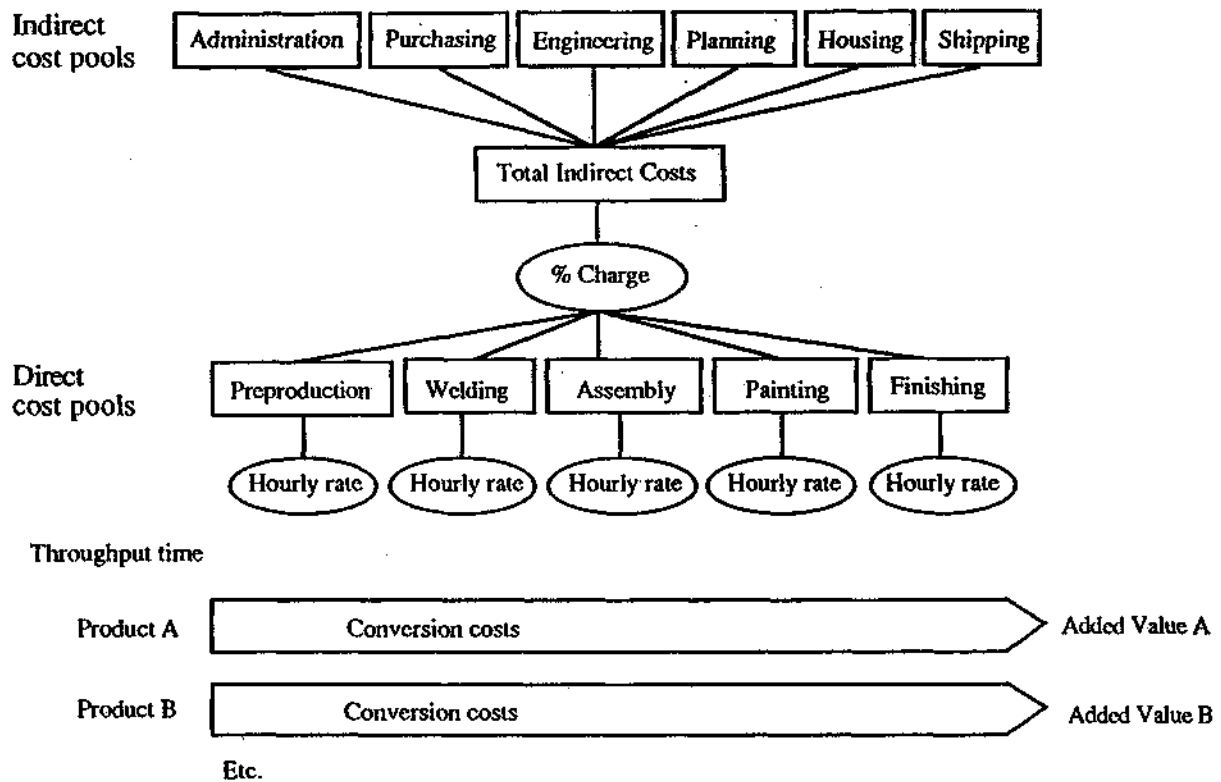 Indirect
cost pools
Administration Purchasing Engineering Planning Housing Shipping
Total Indirect Costs
% Charge
Direct
cost pools
Preproduction Welding Assembly Painting Finishing
Hourly rate Hourly rate Hourly rate Hourly rate Hourly rate
Throughput time
Product A Conversion costs Added Value A
Product B Conversion costs Added Value B
Etc.